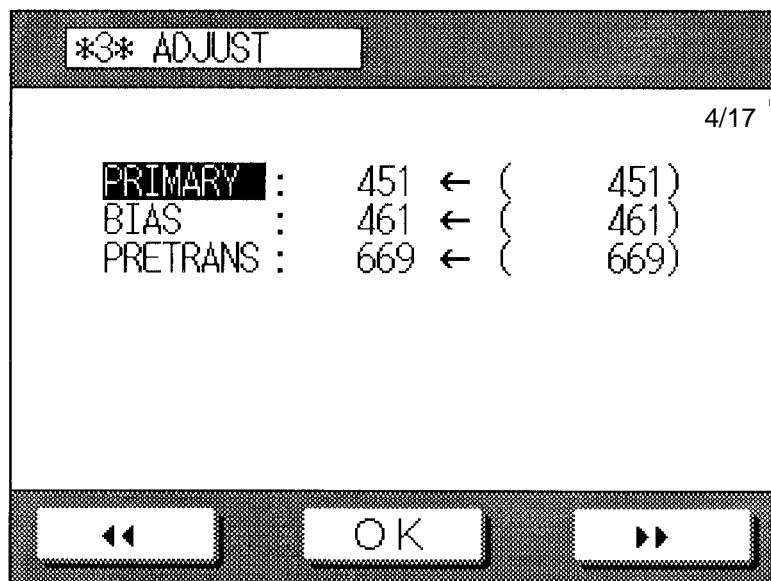 *3* ADJUST
4/17
PRIMARY : 451 ← ( 451)
BIAS : 461 ← ( 461)
PRETRANS : 669 ← ( 669)
OK